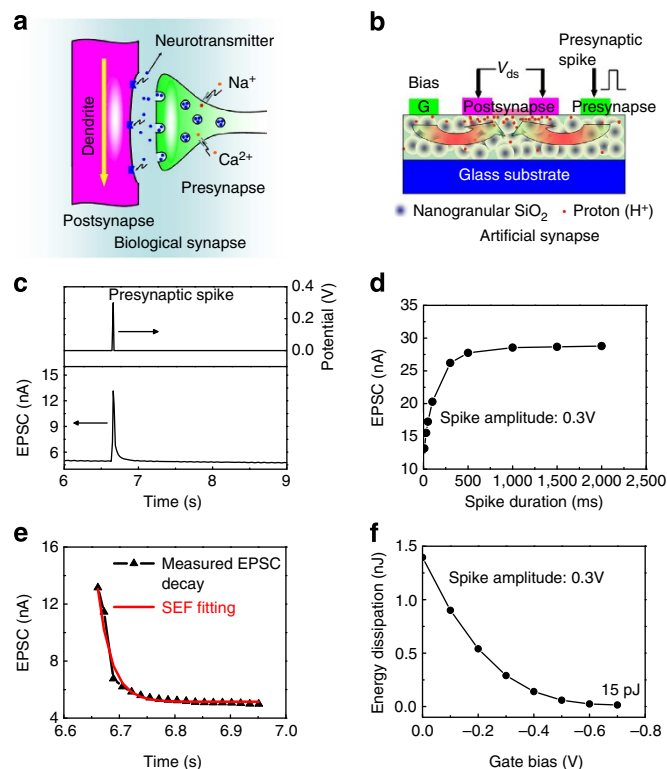 a
Neurotransmitter
Na+
Dendrite
Ca2+
Presynapse
Postsynapse
Biological synapse
b
Presynaptic
spike
Vds
Bias
G
Postsynapse
Presynapse
Glass substrate
Nanogranular SiO2
Proton (H+)
Artificial synapse
c
Presynaptic spike
0.4
0.2
0.0
Potential (V)
15
12
9
6
EPSC (nA)
6 7 8 9
Time (s)
d
35
30
25
20
15
10
EPSC (nA)
Spike amplitude: 0.3V
0 500 1,000 1,500 2,000 2,500
Spike duration (ms)
e
16
12
8
4
EPSC (nA)
Measured EPSC
decay
SEF fitting
6.6 6.7 6.8 6.9 7.0
Time (s)
f
1.5
1.0
0.5
0.0
Energy dissipation (nJ)
Spike amplitude: 0.3V
15 pJ
0.0 –0.2 –0.4 –0.6 –0.8
Gate bias (V)